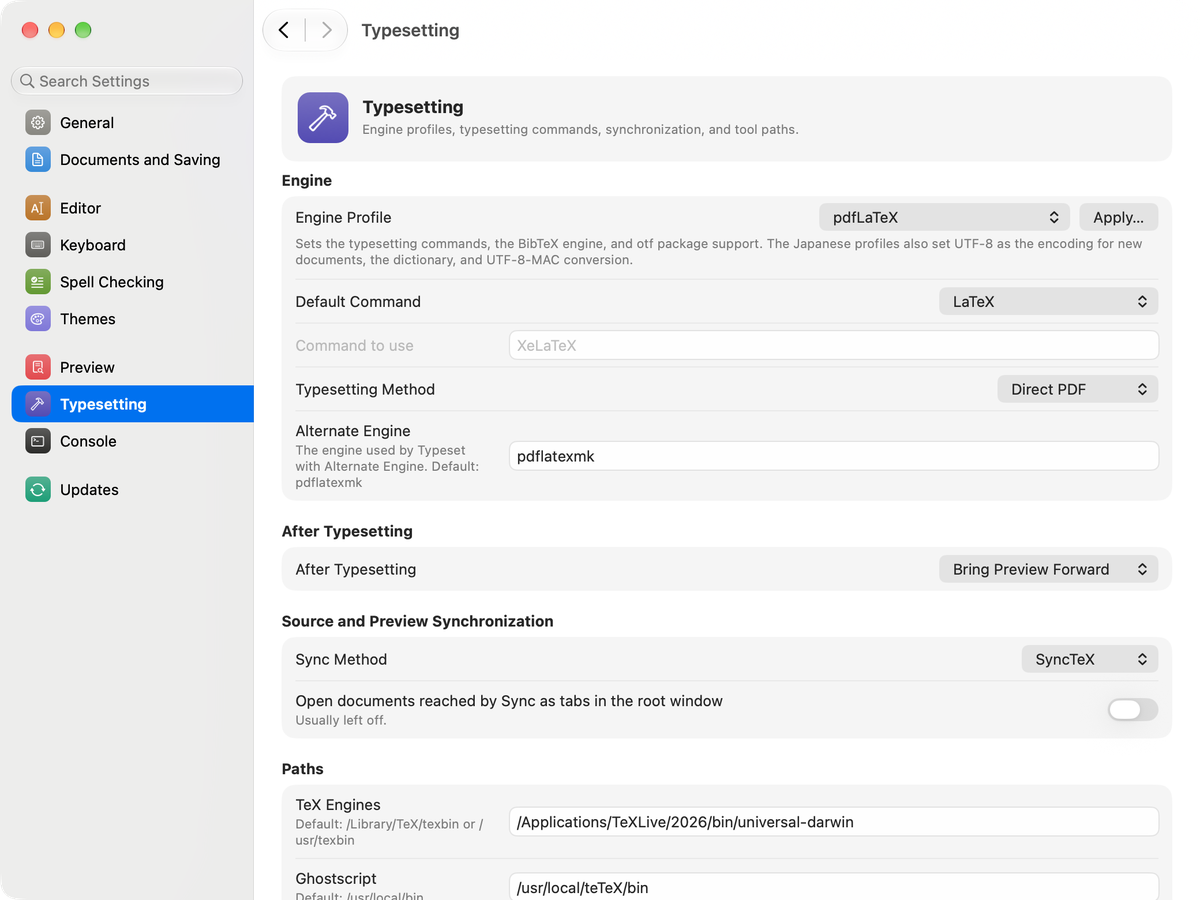 Typesetting
Search Settings
General
Documents and Saving
Editor
Keyboard
Spell Checking
Themes
Preview
Typesetting
Console
Updates
Typesetting
Engine profiles, typesetting commands, synchronization, and tool paths.
Engine
Engine Profile
pdfLaTeX
Apply...
Sets the typesetting commands, the BibTeX engine, and otf package support. The Japanese profiles also set UTF-8 as the encoding for new
documents, the dictionary, and UTF-8-MAC conversion.
Default Command
LaTeX
Command to use
XeLaTeX
Typesetting Method
Direct PDF
Alternate Engine
The engine used by Typeset
with Alternate Engine. Default:
pdflatexmk
pdflatexmk
After Typesetting
After Typesetting
Bring Preview Forward
Source and Preview Synchronization
Sync Method
SyncTeX
Open documents reached by Sync as tabs in the root window
Usually left off.
Paths
TeX Engines
Default: /Library/TeX/texbin or /
usr/texbin
/Applications/TeXLive/2026/bin/universal-darwin
Ghostscript
Default: /usr/local/bin
/usr/local/teTeX/bin